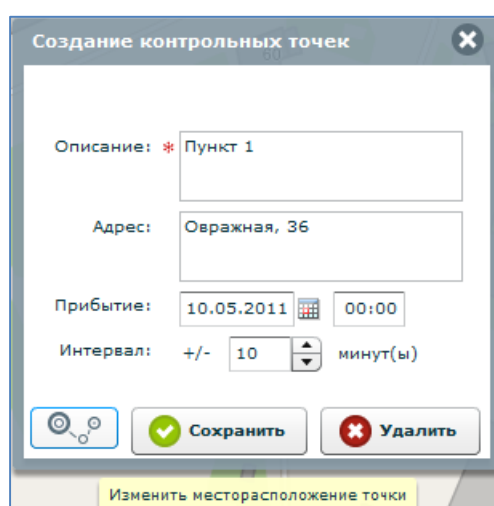 Создание контрольных точек
60
Описание: * Пункт 1
Адрес: Овражная, 36
Прибытие: 10.05.2011 00:00
Интервал: +/- 10 минут(ы)
Сохранить Удалить
Изменить месторасположение точки